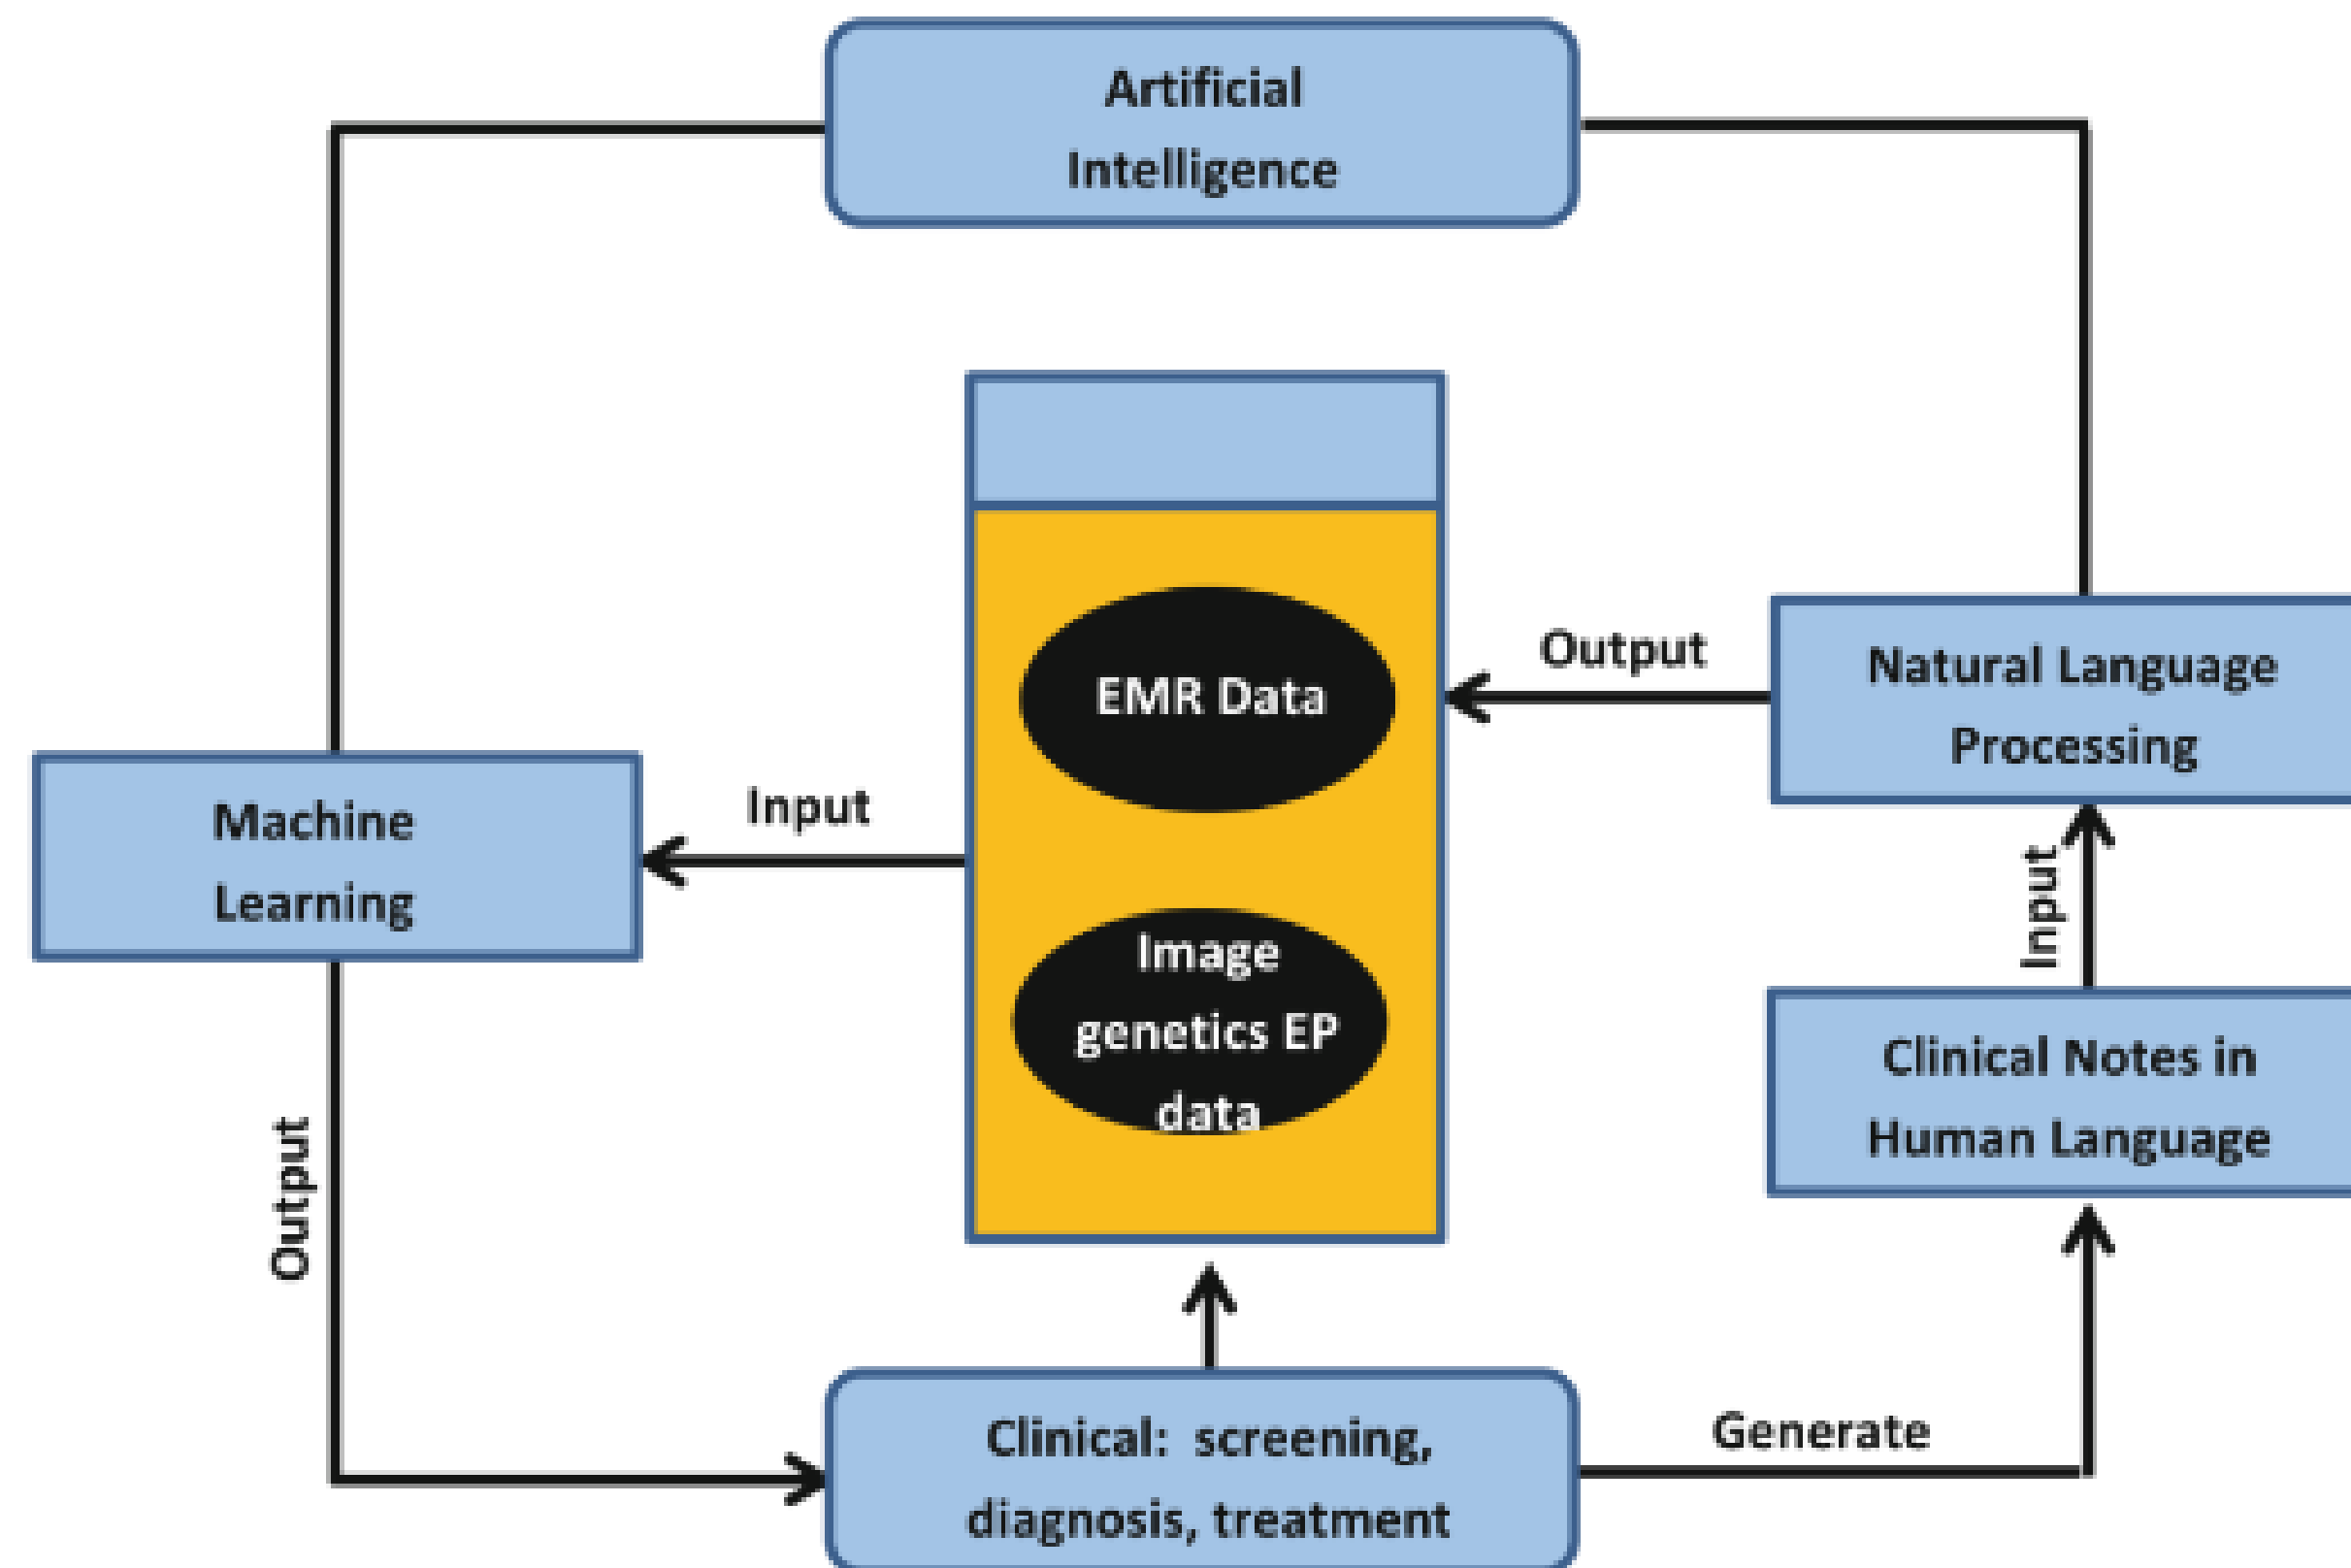 Artificial
Intelligence
EMR Data
Output
Natural Language
Processing
Input
Machine
Learning
Input
Image
genetics EP
data
Clinical Notes in
Human Language
Output
Generate
Clinical: screening,
diagnosis, treatment